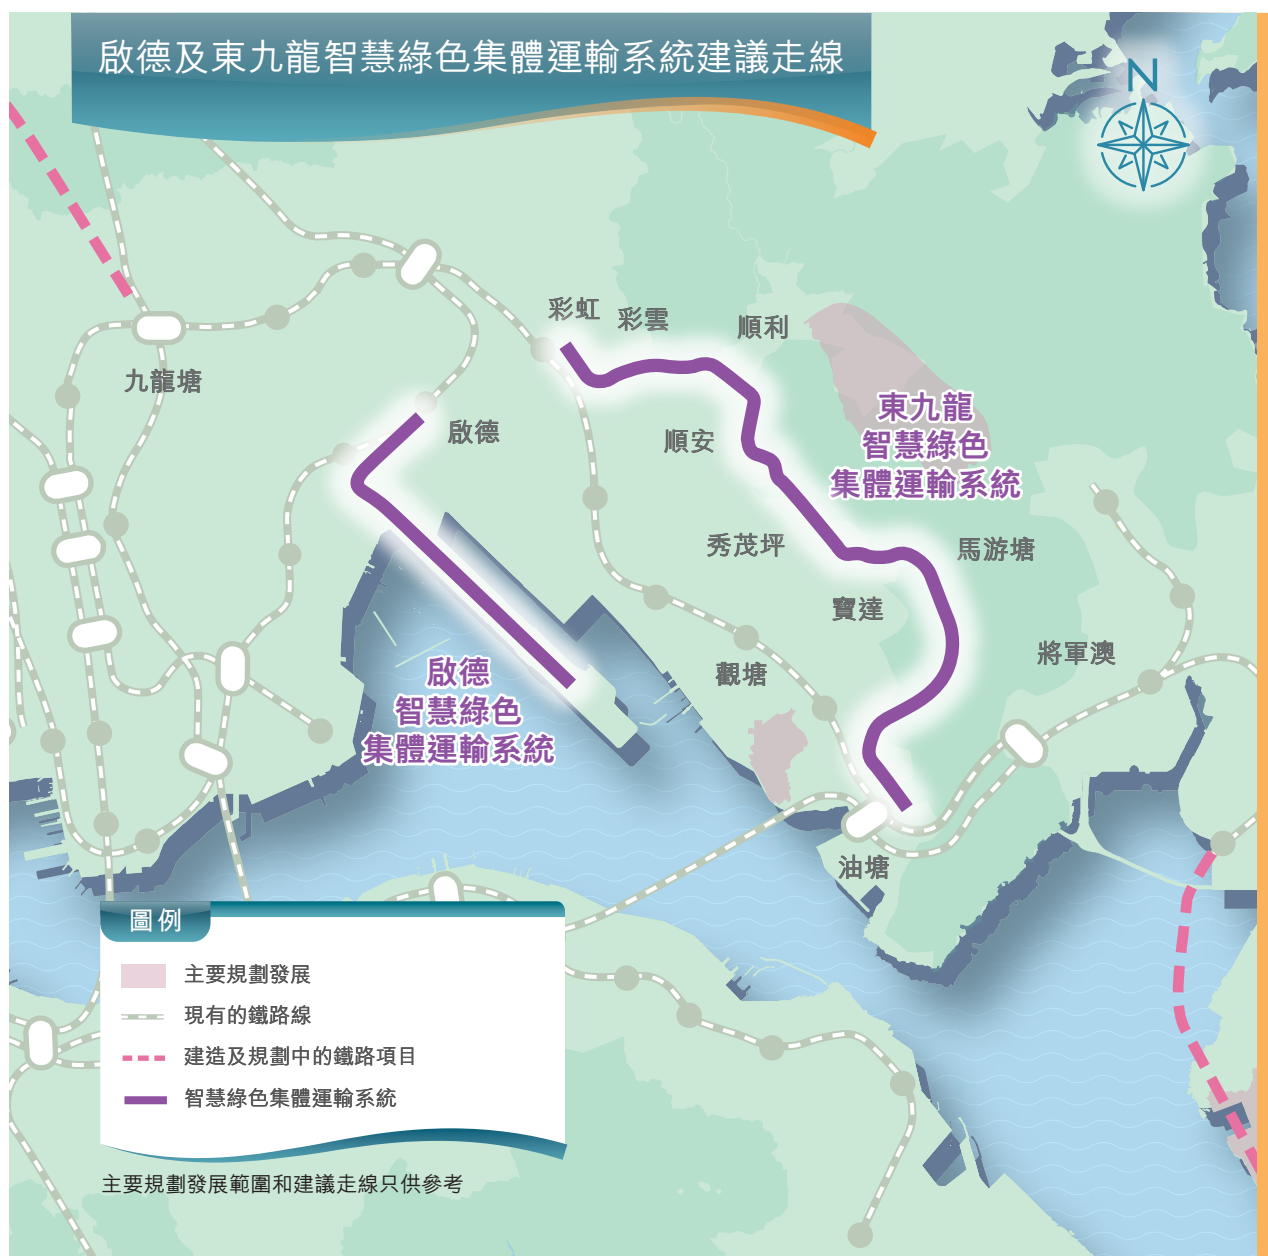 啟德及東九龍智慧綠色集體運輸系統建議走線
N
彩虹
彩雲
順利
九龍塘
啟德
順安
東九龍
智慧綠色
集體運輸系統
秀茂坪
馬游塘
寶達
將軍澳
觀塘
啟德
智慧綠色
集體運輸系統
油塘
圖例
主要規劃發展
現有的鐵路線
建造及規劃中的鐵路項目
智慧綠色集體運輸系統
主要規劃發展範圍和建議走線只供參考